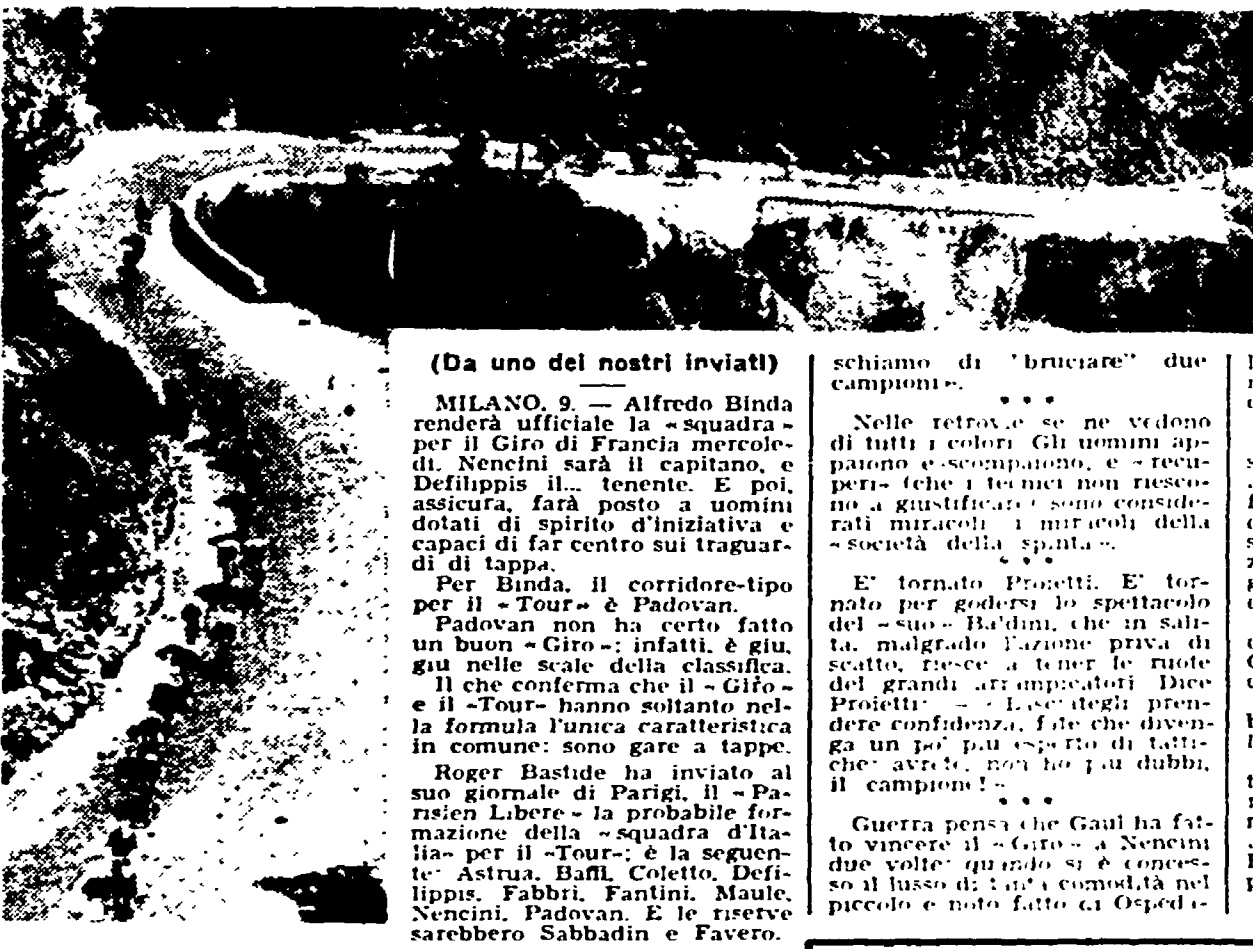 (Da uno dei nostri inviati)
MILANO, 9. — Alfredo Binda
renderà ufficiale la «squadra»
per il Giro di Francia mercole-
dì. Nencini sarà il capitano, e
Defilippis il... tenente. E poi,
assicura, farà posto a uomini
dotati di spirito d'iniziativa e
capaci di far centro sui traguar-
di di tappa.
Per Binda, il corridore-tipo
per il «Tour» è Padovan.
Padovan non ha certo fatto
un buon «Giro»; infatti, è giu,
giu nelle scale della classifica.
Il che conferma che il «Giro»
e il «Tour» hanno soltanto nel-
la formula l'unica caratteristica
in comune: sono gare a tappe.
Roger Bastide ha inviato al
suo giornale di Parigi, il «Pa-
risien Libere» la probabile for-
mazione della «squadra d'Ita-
lia» per il «Tour»; è la seguen-
te: Astrua, Baffi, Coletto, Defi-
lippis, Fabbri, Fantini, Maule,
Nencini, Padovan. E le riserve
sarebbero Sabbadin e Favero.
schiamo di "bruciare" due
campioni».
* * *
Nelle retrovie se ne vedono
di tutti i colori. Gli uomini ap-
paiono e scompaiono, e «recu-
peri» (che i tecnici non riesco-
no a giustificare) sono conside-
rati miracoli: i miracoli della
«società della spinta».
* * *
E' tornato Proietti. E' tor-
nato per godersi lo spettacolo
del «suo» Baldini, che in sali-
ta, malgrado l'azione priva di
scatto, riesce a tener le ruote
dei grandi arrampicatori. Dice
Proietti: — «Lasciategli pren-
dere confidenza, fate che diven-
ga un po' più esperto di tatti-
che: avrete, non ho più dubbi,
il campione!»
* * *
Guerra pensa che Gaul ha fat-
to vincere il «Giro» a Nencini
due volte: quando si è conces-
so il lusso di tanta comodità nel
piccolo e noto fatto di Ospeda-